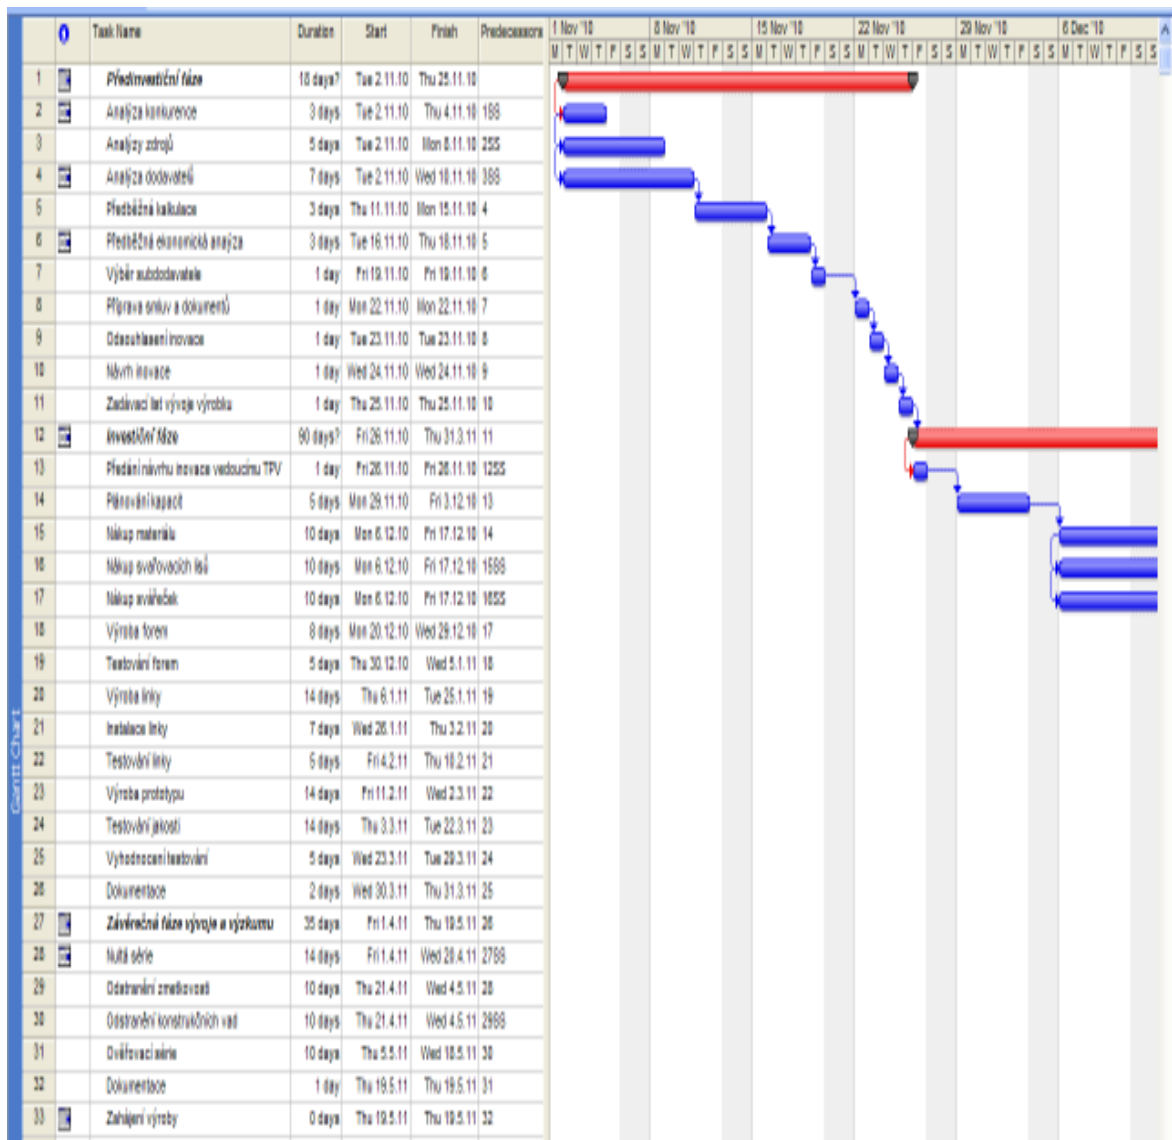 Task Name Duration Start Finish Predecessors 1 Nov '10 8 Nov '10 15 Nov '10 22 Nov '10 29 Nov '10 6 Dec '10
M T W T F S S M T W T F S S M T W T F S S M T W T F S S M T W T F S S M T W T F S S
1 Předinvestiční fáze 18 days? Tue 2.11.10 Thu 25.11.10
2 Analýza konkurence 3 days Tue 2.11.10 Thu 4.11.10 1SS
3 Analýzy zdrojů 5 days Tue 2.11.10 Mon 8.11.10 2SS
4 Analýza dodavatelů 7 days Tue 2.11.10 Wed 10.11.10 3SS
5 Předběžná kalkulace 3 days Thu 11.11.10 Mon 15.11.10 4
6 Předběžná ekonomická analýza 3 days Tue 16.11.10 Thu 18.11.10 5
7 Výběr subdodavatele 1 day Fri 19.11.10 Fri 19.11.10 6
8 Příprava smluv a dokumentů 1 day Mon 22.11.10 Mon 22.11.10 7
9 Odsouhlasení inovace 1 day Tue 23.11.10 Tue 23.11.10 8
10 Návrh inovace 1 day Wed 24.11.10 Wed 24.11.10 9
11 Zadávací list vývoje výrobku 1 day Thu 25.11.10 Thu 25.11.10 10
12 Investiční fáze 90 days? Fri 26.11.10 Thu 31.3.11 11
13 Předání návrhu inovace vedoucímu TPV 1 day Fri 26.11.10 Fri 26.11.10 12SS
14 Plánování kapacit 5 days Mon 29.11.10 Fri 3.12.10 13
15 Nákup materiálu 10 days Mon 6.12.10 Fri 17.12.10 14
16 Nákup svařovacích lisů 10 days Mon 6.12.10 Fri 17.12.10 15SS
17 Nákup svářeček 10 days Mon 6.12.10 Fri 17.12.10 16SS
18 Výroba forem 8 days Mon 20.12.10 Wed 29.12.10 17
19 Testování forem 5 days Thu 30.12.10 Wed 5.1.11 18
20 Výroba linky 14 days Thu 6.1.11 Tue 25.1.11 19
21 Instalace linky 7 days Wed 26.1.11 Thu 3.2.11 20
22 Testování linky 5 days Fri 4.2.11 Thu 10.2.11 21
23 Výroba prototypu 14 days Fri 11.2.11 Wed 2.3.11 22
24 Testování jakosti 14 days Thu 3.3.11 Tue 22.3.11 23
25 Vyhodnocení testování 5 days Wed 23.3.11 Tue 29.3.11 24
26 Dokumentace 2 days Wed 30.3.11 Thu 31.3.11 25
27 Závěrečná fáze vývoje a výzkumu 35 days Fri 1.4.11 Thu 19.5.11 26
28 Nultá série 14 days Fri 1.4.11 Wed 20.4.11 27SS
29 Odstranění zmetkovosti 10 days Thu 21.4.11 Wed 4.5.11 28
30 Odstranění konstrukčních vad 10 days Thu 21.4.11 Wed 4.5.11 29SS
31 Ověřovací série 10 days Thu 5.5.11 Wed 18.5.11 30
32 Dokumentace 1 day Thu 19.5.11 Thu 19.5.11 31
33 Zahájení výroby 0 days Thu 19.5.11 Thu 19.5.11 32
Gantt Chart